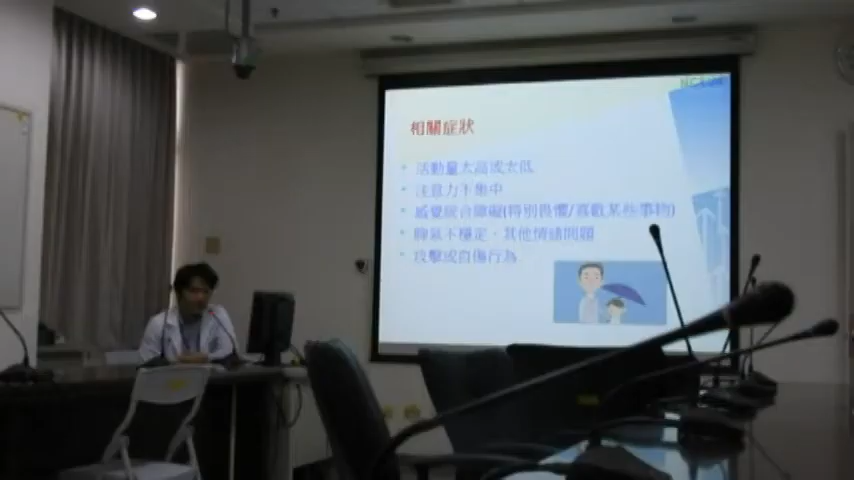 相關症狀
活動量太高或太低
注意力不集中
感覺統合障礙(特別畏懼/喜歡某些事物)
脾氣不穩定、其他情緒問題
攻擊或自傷行為